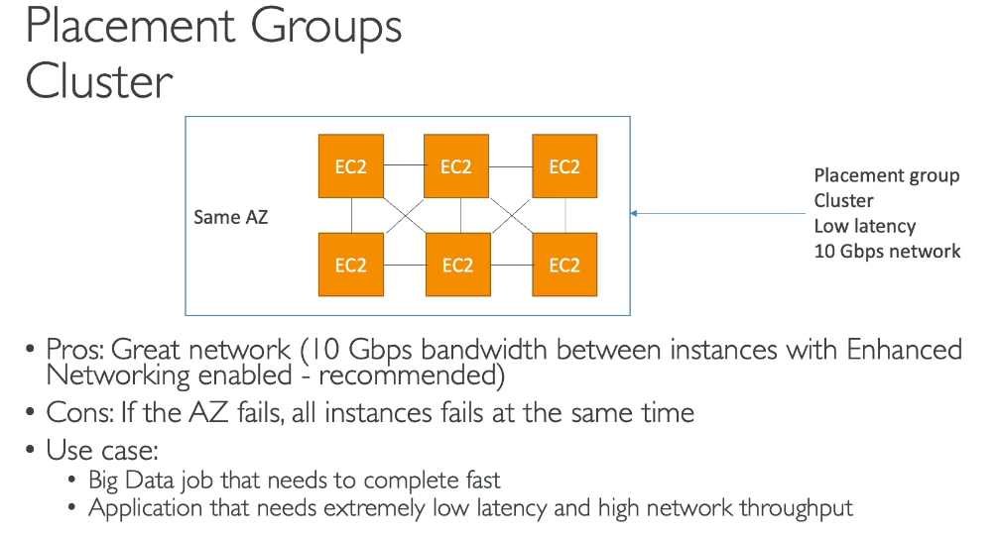 Placement Groups
Cluster
EC2 EC2 EC2
Same AZ
EC2 EC2 EC2
Placement group
Cluster
Low latency
10 Gbps network
• Pros: Great network (10 Gbps bandwidth between instances with Enhanced
Networking enabled - recommended)
• Cons: If the AZ fails, all instances fails at the same time
• Use case:
• Big Data job that needs to complete fast
• Application that needs extremely low latency and high network throughput